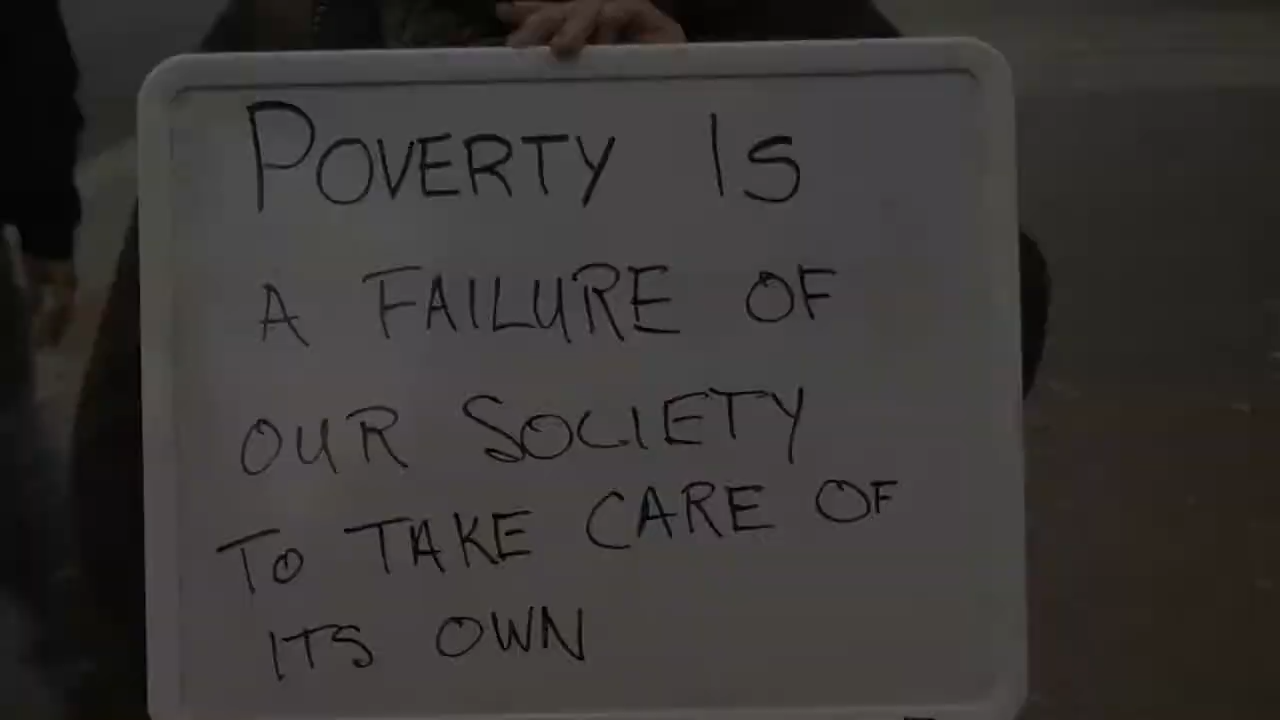 POVERTY IS
A FAILURE OF
OUR SOCIETY
TO TAKE CARE OF
ITS OWN